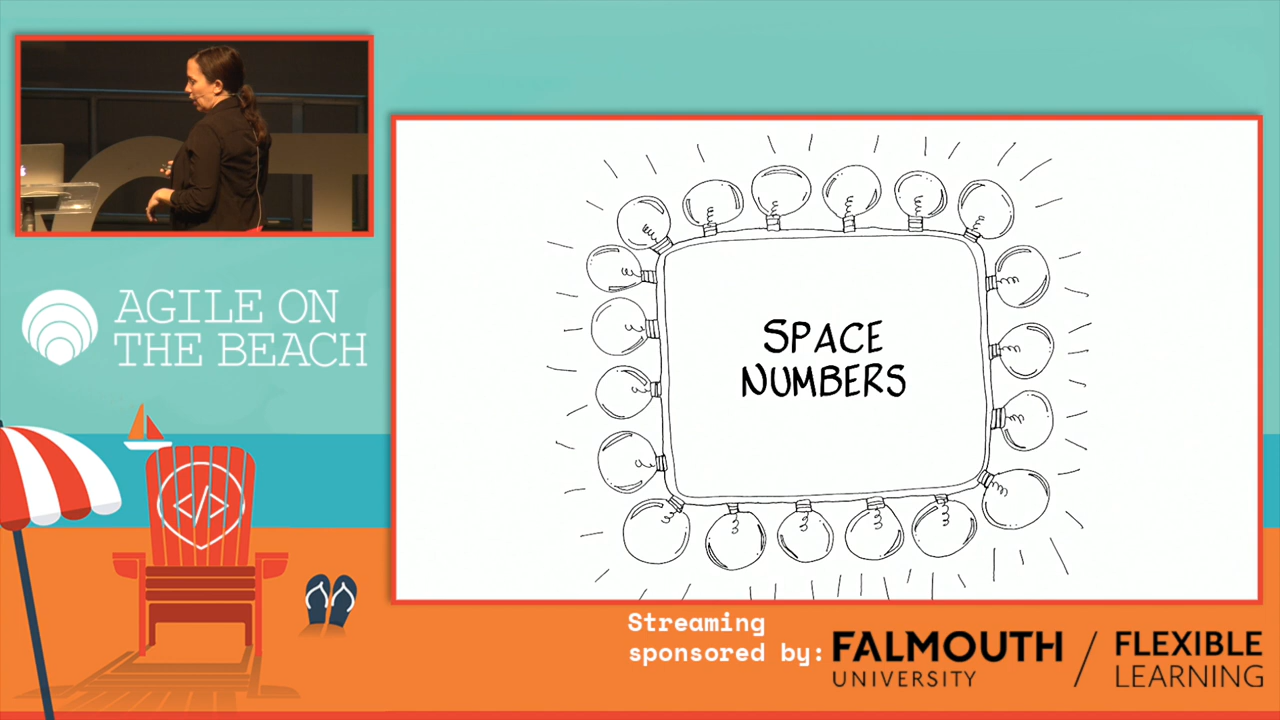 AGILE ON
THE BEACH
</>
SPACE
NUMBERS
Streaming
sponsored by:
FALMOUTH
UNIVERSITY
FLEXIBLE
LEARNING